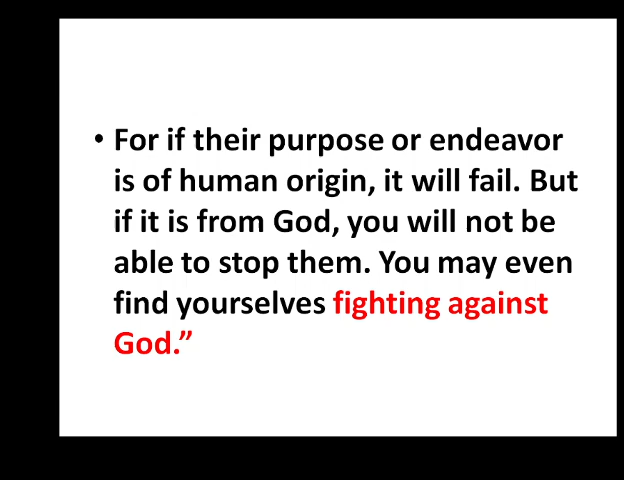 • For if their purpose or endeavor
is of human origin, it will fail. But
if it is from God, you will not be
able to stop them. You may even
find yourselves fighting against
God.”